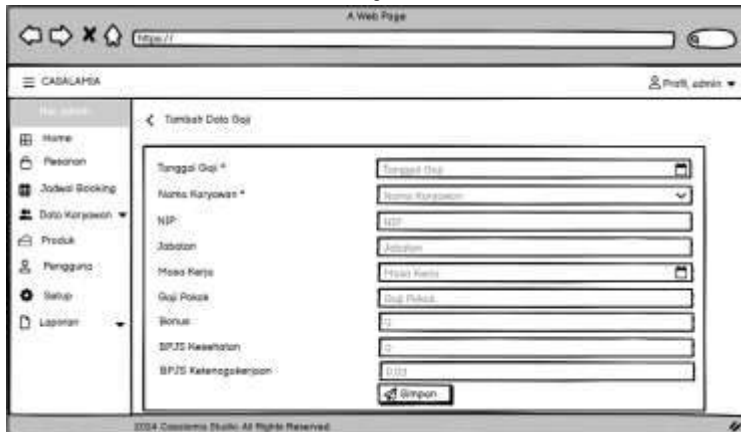 A Web Page
https://
CASALAMIA
Profil, admin
Home
Pesanan
Jadwal Booking
Data Karyawan
Produk
Pengguna
Setup
Laporan
Tambah Data Gaji
Tanggal Gaji *
Tanggal Gaji
Nama Karyawan *
Nama Karyawan
NIP
NIP
Jabatan
Jabatan
Masa Kerja
Masa Kerja
Gaji Pokok
Gaji Pokok
Bonus
0
BPJS Kesehatan
0
BPJS Ketenagakerjaan
Simpan
2024 Casalamia Studio All Rights Reserved